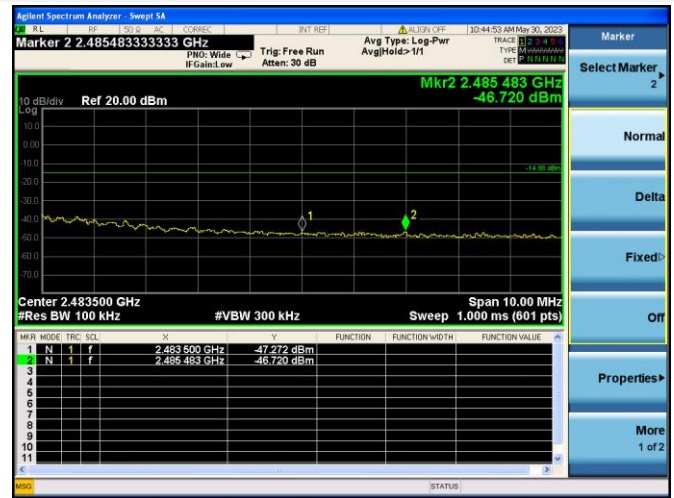 Agilent Spectrum Analyzer - Swept SA
RL RF 50 Ω AC CORREC INT REF ALIGN OFF 10:44:53 AM May 30, 2023
Marker 2 2.485483333333 GHz
PNO: Wide
IFGain:Low
Trig: Free Run
Atten: 30 dB
Avg Type: Log-Pwr
Avg|Hold>1/1
TRACE 1 2 3 4 5 6
TYPE M
DET P N N N N N
Marker
Select Marker
2
Normal
Delta
Fixed
Off
Properties
More
1 of 2
Mkr2 2.485 483 GHz
-46.720 dBm
10 dB/div Ref 20.00 dBm
Log
10.0
0.00
-10.0
-20.0
-30.0
-40.0
-50.0
-60.0
-70.0
1
2
Center 2.483500 GHz Span 10.00 MHz
#Res BW 100 kHz #VBW 300 kHz Sweep 1.000 ms (601 pts)
MKR MODE TRC SCL X Y FUNCTION FUNCTION WIDTH FUNCTION VALUE
1 N 1 f 2.483 500 GHz -47.272 dBm
2 N 1 f 2.485 483 GHz -46.720 dBm
3
4
5
6
7
8
9
10
11
MSG STATUS